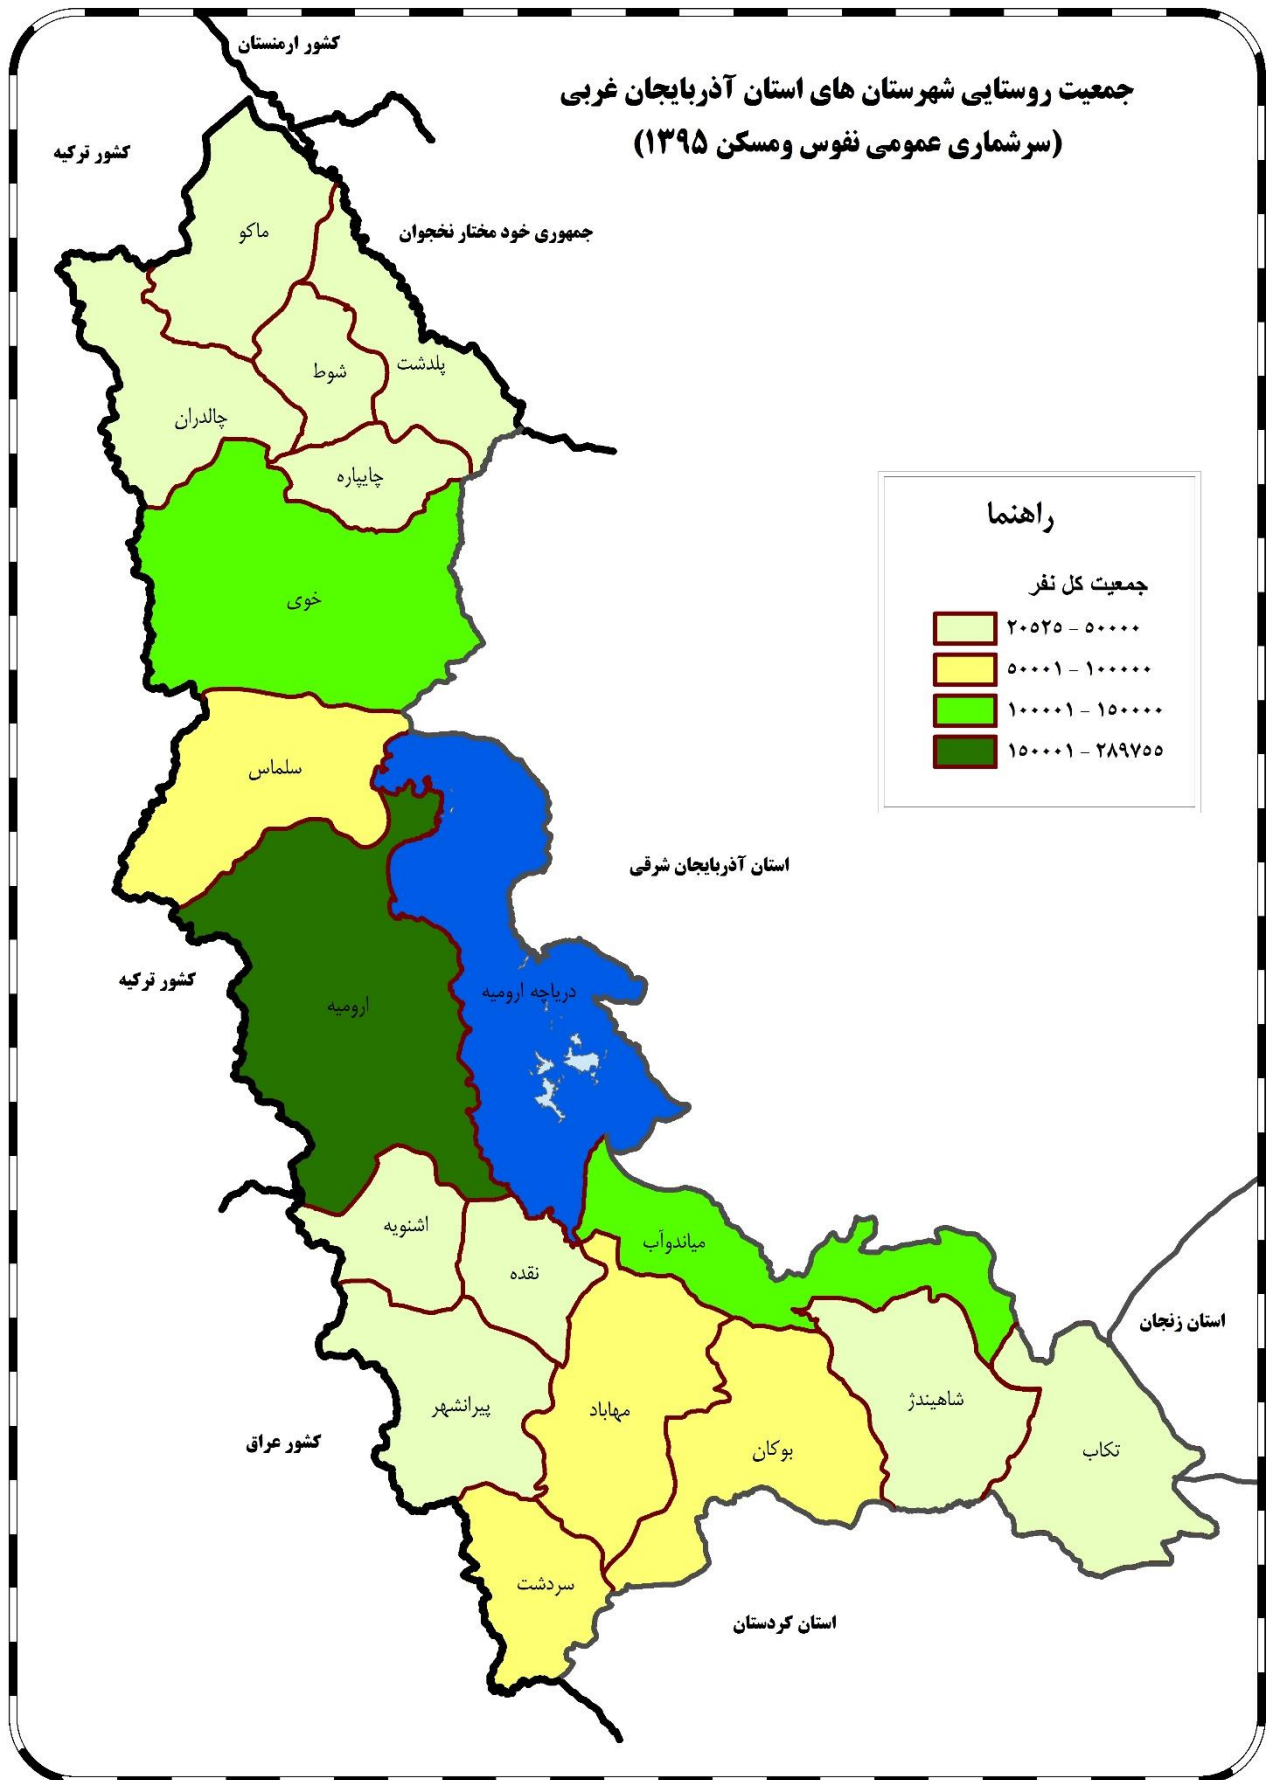 کشور ارمنستان
جمعیت روستایی شهرستان های استان آذربایجان غربی
(سرشماری عمومی نفوس ومسکن ۱۳۹۵)
کشور ترکیه
ماکو
جمهوری خود مختار نخجوان
پلدشت
شوط
چالدران
چایپاره
راهنما
جمعیت کل نفر
۲۰۵۲۵ - ۵۰۰۰۰
۵۰۰۰۱ - ۱۰۰۰۰۰
۱۰۰۰۰۱ - ۱۵۰۰۰۰
۱۵۰۰۰۱ - ۲۸۹۷۵۵
خوی
سلماس
استان آذربایجان شرقی
کشور ترکیه
ارومیه
دریاچه ارومیه
اشنویه
میاندوآب
نقده
استان زنجان
شاهیندژ
پیرانشهر
مهاباد
کشور عراق
بوکان
تکاب
سردشت
استان کردستان